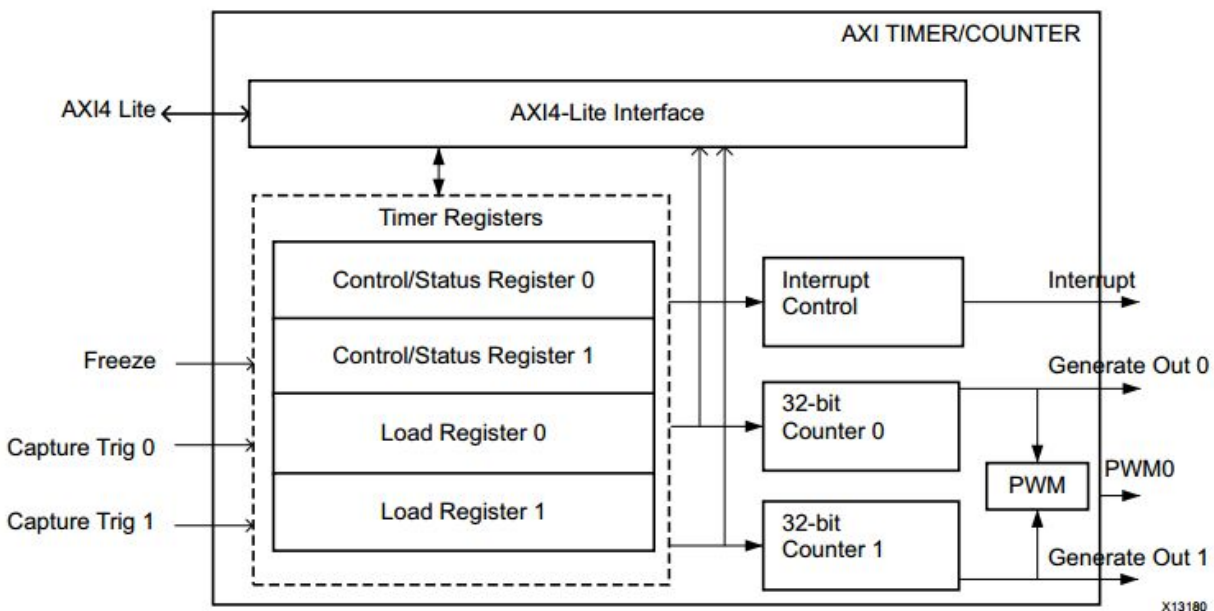 AXI TIMER/COUNTER
AXI4 Lite
AXI4-Lite Interface
Timer Registers
Control/Status Register 0
Control/Status Register 1
Load Register 0
Load Register 1
Freeze
Capture Trig 0
Capture Trig 1
Interrupt
Control
Interrupt
32-bit
Counter 0
Generate Out 0
PWM
PWM0
32-bit
Counter 1
Generate Out 1
X13180